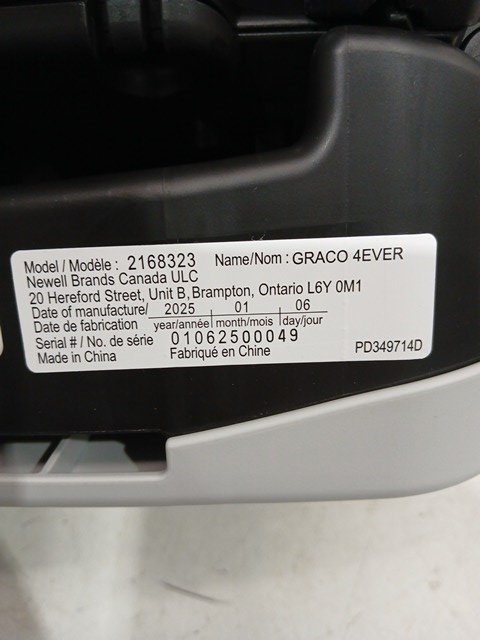 Model / Modèle : 2168323 Name/Nom : GRACO 4EVER
Newell Brands Canada ULC
20 Hereford Street, Unit B, Brampton, Ontario L6Y 0M1
Date of manufacture/ 2025 01 06
Date de fabrication year/année month/mois day/jour
Serial # / No. de série 01062500049
Made in China Fabriqué en Chine PD349714D